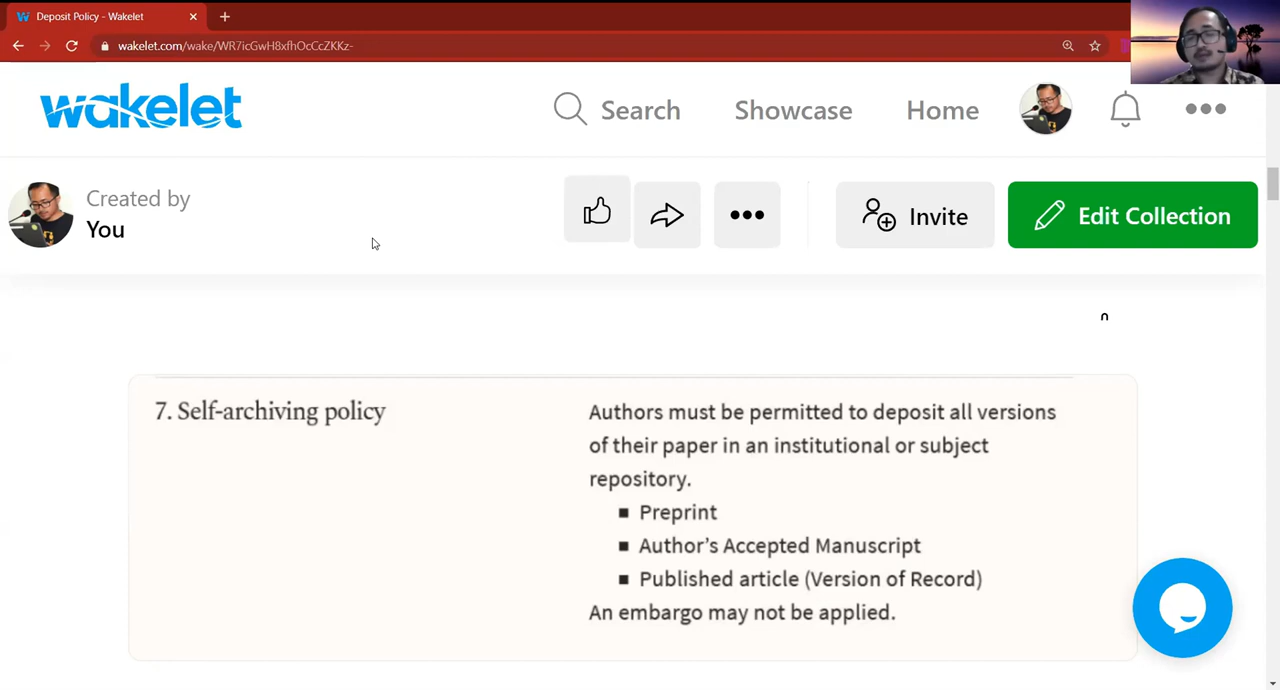 Deposit Policy - Wakelet
wakelet.com/wake/WR7icGwH8xfhOcCcZKKz-
wakelet
Search
Showcase
Home
Created by
You
Invite
Edit Collection
n
7. Self-archiving policy
Authors must be permitted to deposit all versions
of their paper in an institutional or subject
repository.
▪ Preprint
▪ Author's Accepted Manuscript
▪ Published article (Version of Record)
An embargo may not be applied.